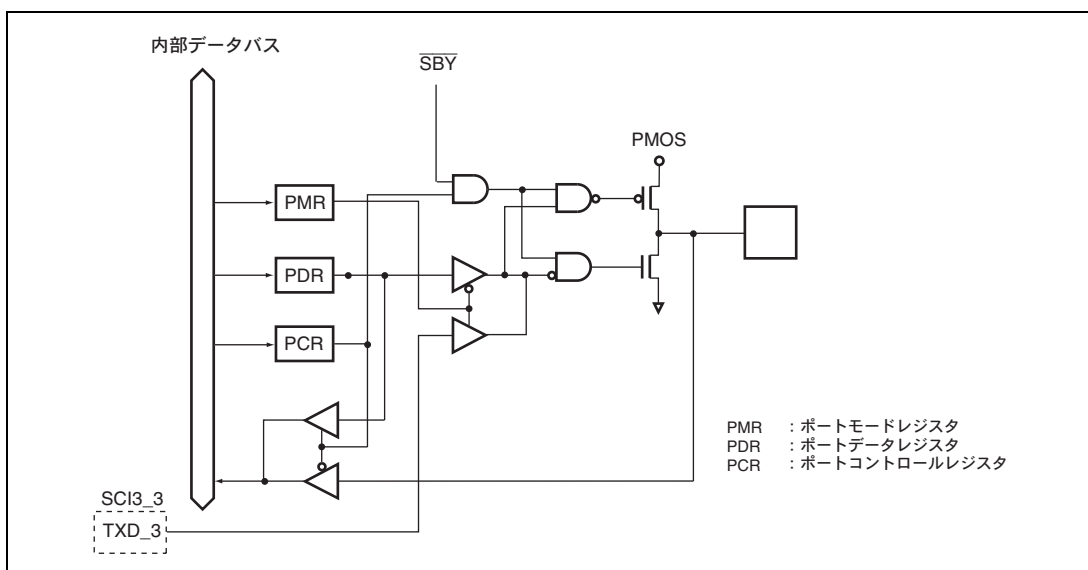 内部データバス
S̅B̅Y̅
PMOS
PMR
PDR
PCR
PMR :ポートモードレジスタ
PDR :ポートデータレジスタ
PCR :ポートコントロールレジスタ
SCI3_3
TXD_3